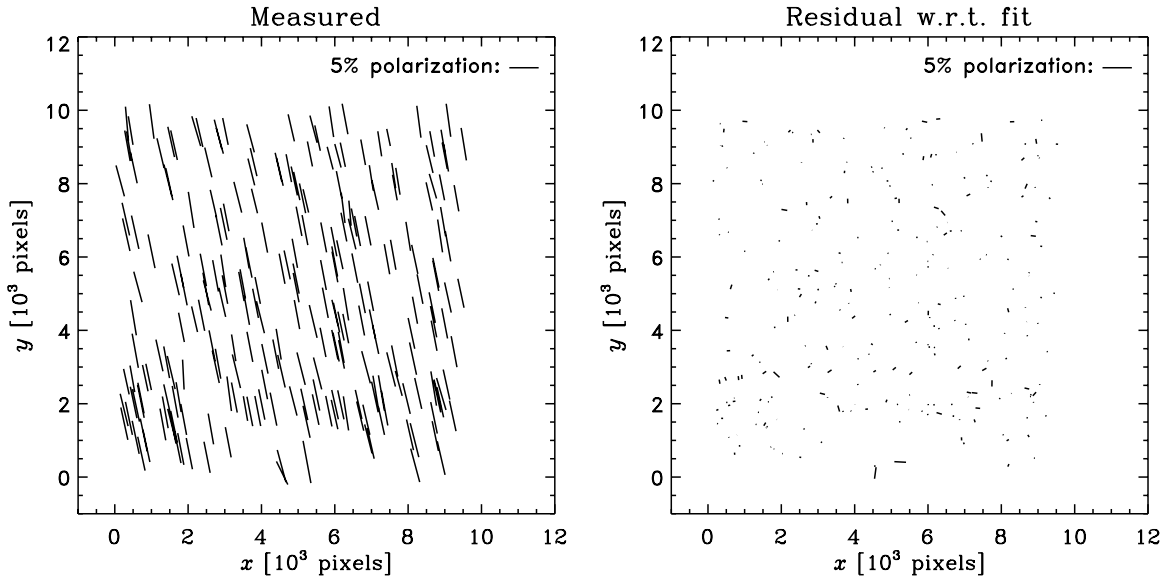 Measured
5% polarization:
12
10
8
6
4
2
0
y [10³ pixels]
0 2 4 6 8 10 12
x [10³ pixels]
Residual w.r.t. fit
5% polarization:
12
10
8
6
4
2
0
y [10³ pixels]
0 2 4 6 8 10 12
x [10³ pixels]